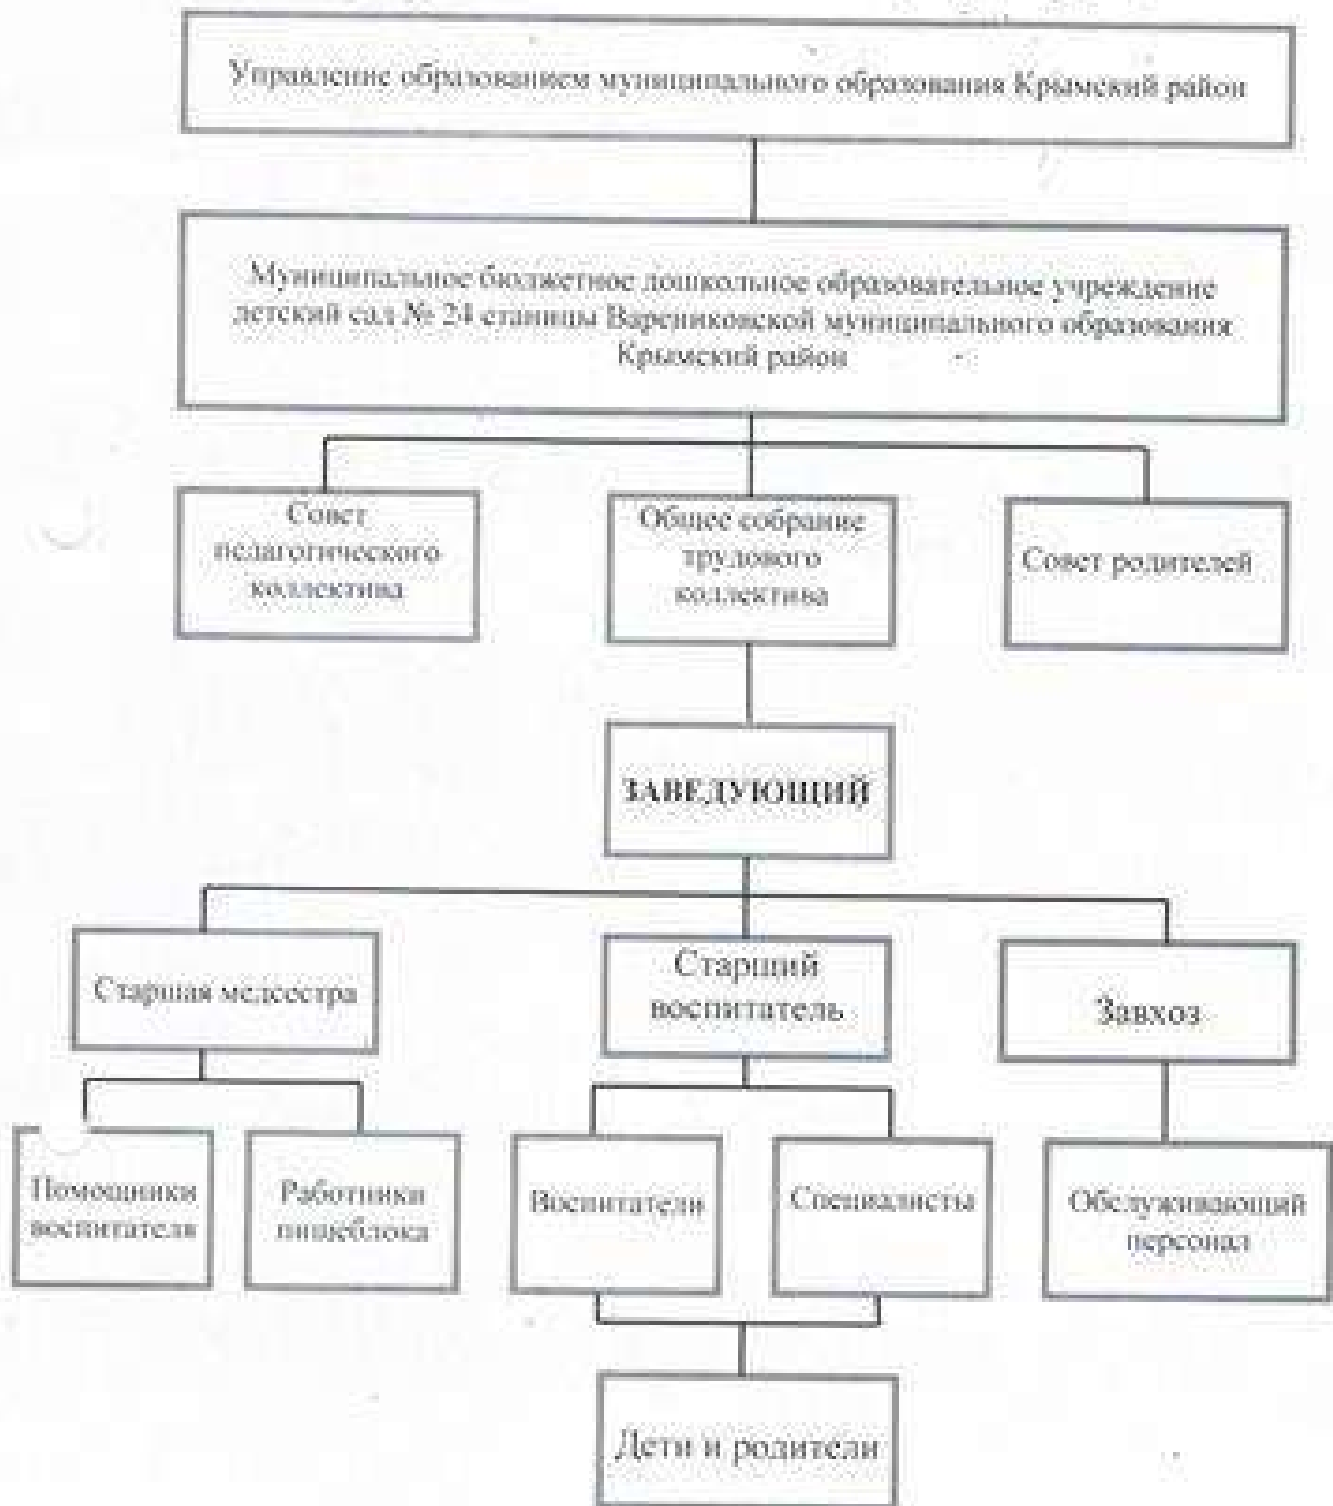 Управление образованием муниципального образования Крымский район
Муниципальное бюджетное дошкольное образовательное учреждение
детский сад № 24 станицы Варениковской муниципального образования
Крымский район
Совет
педагогического
коллектива
Общее собрание
трудового
коллектива
Совет родителей
ЗАВЕДУЮЩИЙ
Старшая медсестра
Старший
воспитатель
Завхоз
Помощники
воспитателя
Работники
пищеблока
Воспитатели
Специалисты
Обслуживающий
персонал
Дети и родители